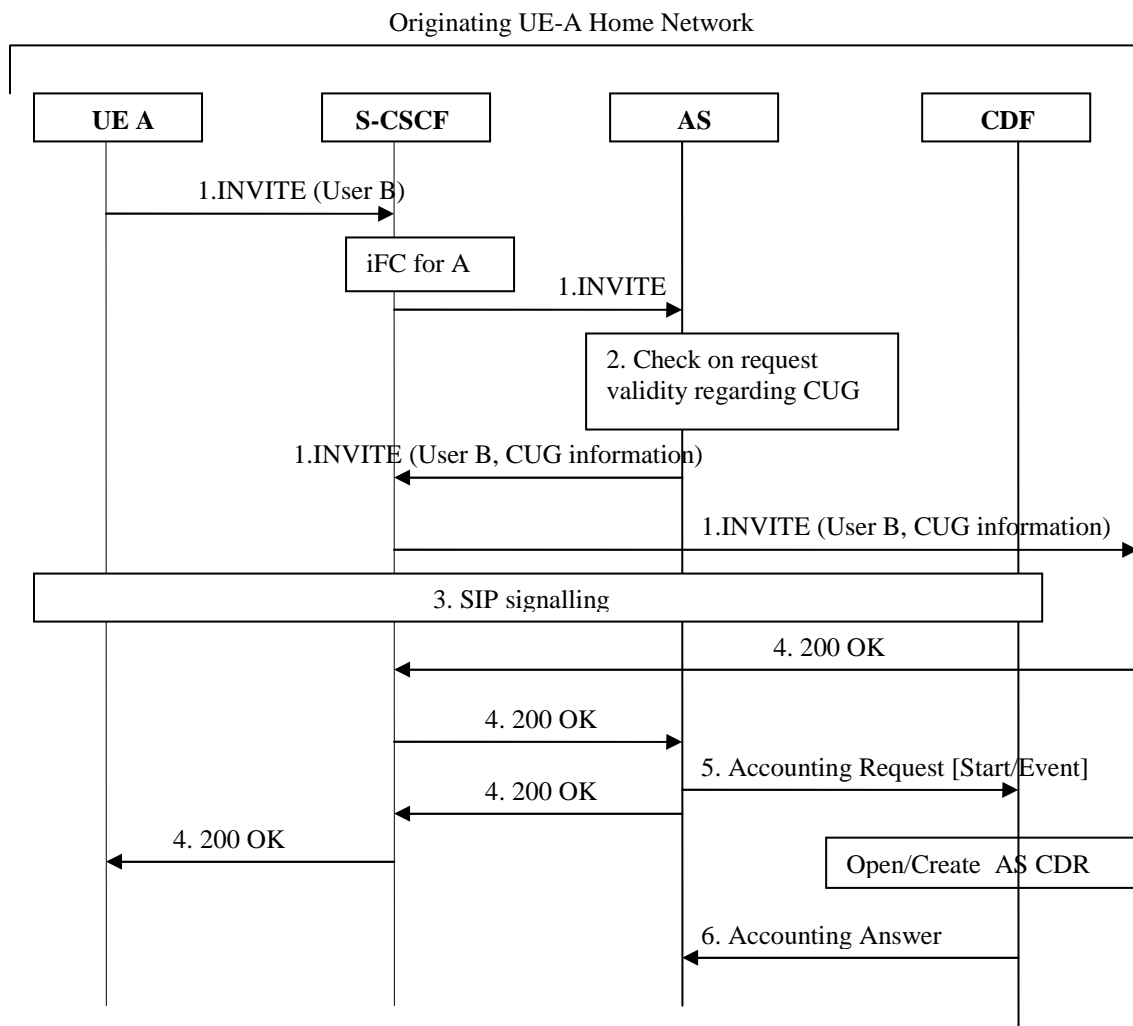 Originating UE-A Home Network
UE A
S-CSCF
AS
CDF
1.INVITE (User B)
iFC for A
1.INVITE
2. Check on request
validity regarding CUG
1.INVITE (User B, CUG information)
1.INVITE (User B, CUG information)
3. SIP signalling
4. 200 OK
4. 200 OK
5. Accounting Request [Start/Event]
4. 200 OK
4. 200 OK
Open/Create AS CDR
6. Accounting Answer